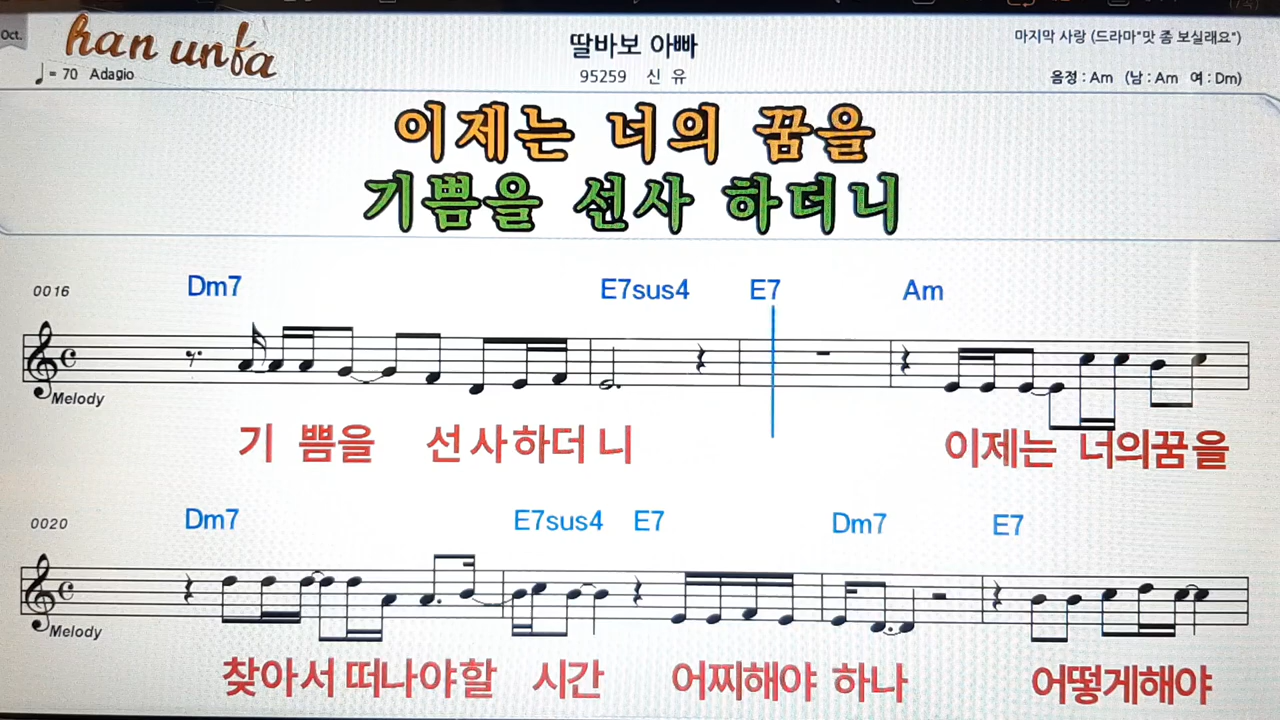 Oct.
han unfa
딸바보 아빠
마지막 사랑 (드라마"맛 좀 보실래요")
♩= 70 Adagio
95259 신 유
음정 : Am (남 : Am 여 : Dm)
이제는 너의 꿈을
기쁨을 선사 하더니
0016
Dm7 E7sus4 E7 Am
Melody
기 쁨을 선사하더니 이제는 너의꿈을
0020
Dm7 E7sus4 E7 Dm7 E7
Melody
찾아서 떠나야할 시간 어찌해야 하나 어떻게해야